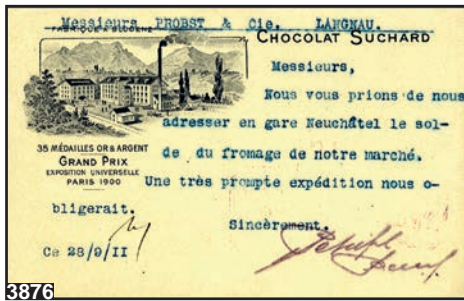 Messieurs PROBST & Cie. LANGNAU.
FABRIQUE À BLUDENZ
CHOCOLAT SUCHARD
Messieurs,
Nous vous prions de nous
adresser en gare Neuchâtel le sol-
de du fromage de notre marché.
35 MÉDAILLES OR & ARGENT
GRAND PRIX
EXPOSITION UNIVERSELLE
PARIS 1900
Une très prompte expédition nous o-
bligerait.
Sincèrement.
Ce 28/9/II
3876